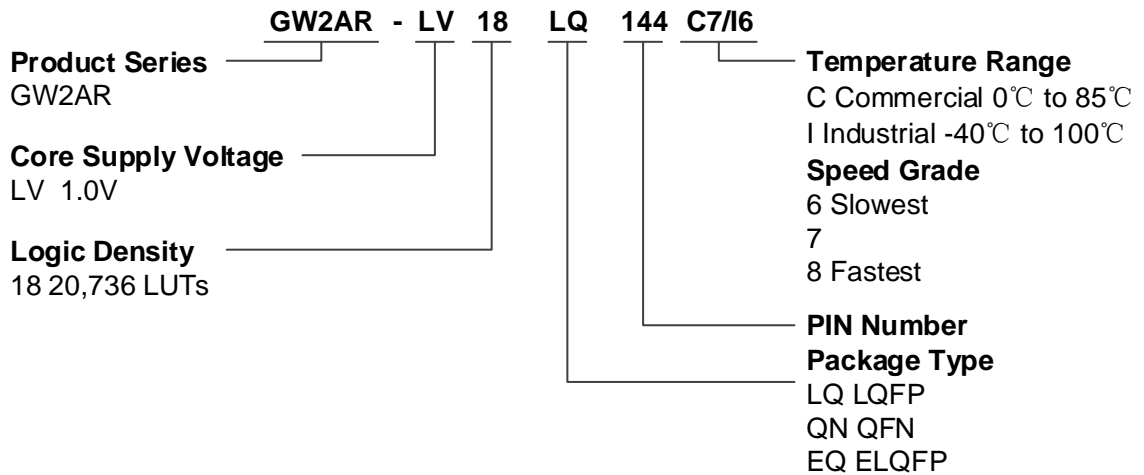 GW2AR - LV 18 LQ 144 C7/I6
Product Series
GW2AR
Core Supply Voltage
LV 1.0V
Logic Density
18 20,736 LUTs
Temperature Range
C Commercial 0℃ to 85℃
I Industrial -40℃ to 100℃
Speed Grade
6 Slowest
7
8 Fastest
PIN Number
Package Type
LQ LQFP
QN QFN
EQ ELQFP